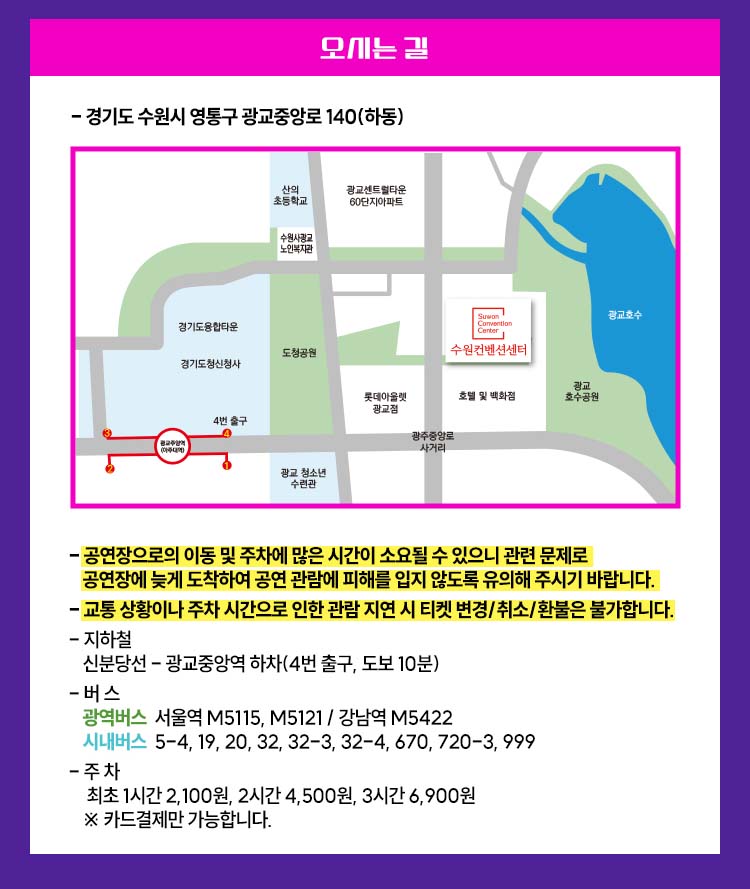 오시는 길
- 경기도 수원시 영통구 광교중앙로 140(하동)
산의
초등학교
광교센트럴타운
60단지아파트
수원시광교
노인복지관
경기도융합타운
경기도청신청사
도청공원
Suwon
Convention
Center
수원컨벤션센터
광교호수
롯데아울렛
광교점
호텔 및 백화점
광교
호수공원
4번 출구
3
4
광교중앙역
(아주대역)
2
1
광주중앙로
사거리
광교 청소년
수련관
- 공연장으로의 이동 및 주차에 많은 시간이 소요될 수 있으니 관련 문제로
공연장에 늦게 도착하여 공연 관람에 피해를 입지 않도록 유의해 주시기 바랍니다.
- 교통 상황이나 주차 시간으로 인한 관람 지연 시 티켓 변경/취소/환불은 불가합니다.
- 지하철
신분당선 - 광교중앙역 하차(4번 출구, 도보 10분)
- 버 스
광역버스 서울역 M5115, M5121 / 강남역 M5422
시내버스 5-4, 19, 20, 32, 32-3, 32-4, 670, 720-3, 999
- 주 차
최초 1시간 2,100원, 2시간 4,500원, 3시간 6,900원
※ 카드결제만 가능합니다.